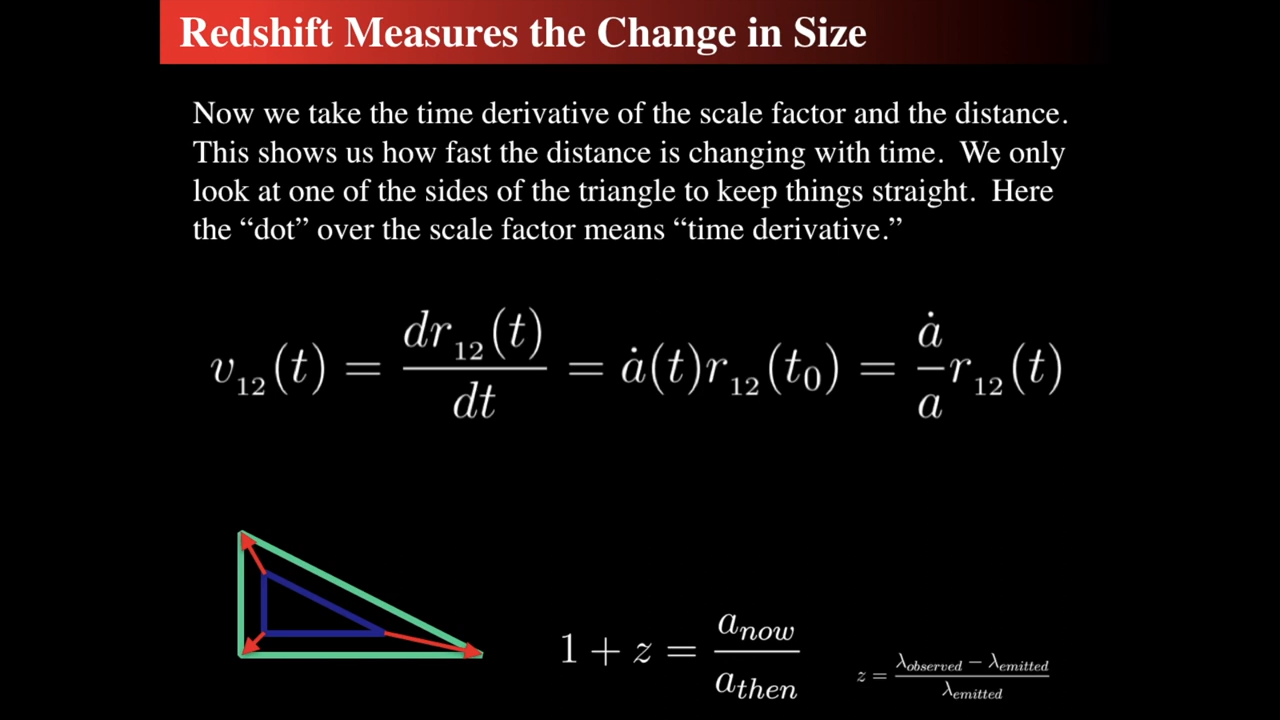 Redshift Measures the Change in Size
Now we take the time derivative of the scale factor and the distance.
This shows us how fast the distance is changing with time. We only
look at one of the sides of the triangle to keep things straight. Here
the “dot” over the scale factor means “time derivative.”
v₁₂(t) = dr₁₂(t)/dt = ȧ(t)r₁₂(t₀) = ȧ/a r₁₂(t)
1 + z = a_now/a_then
z = (λ_observed − λ_emitted)/λ_emitted